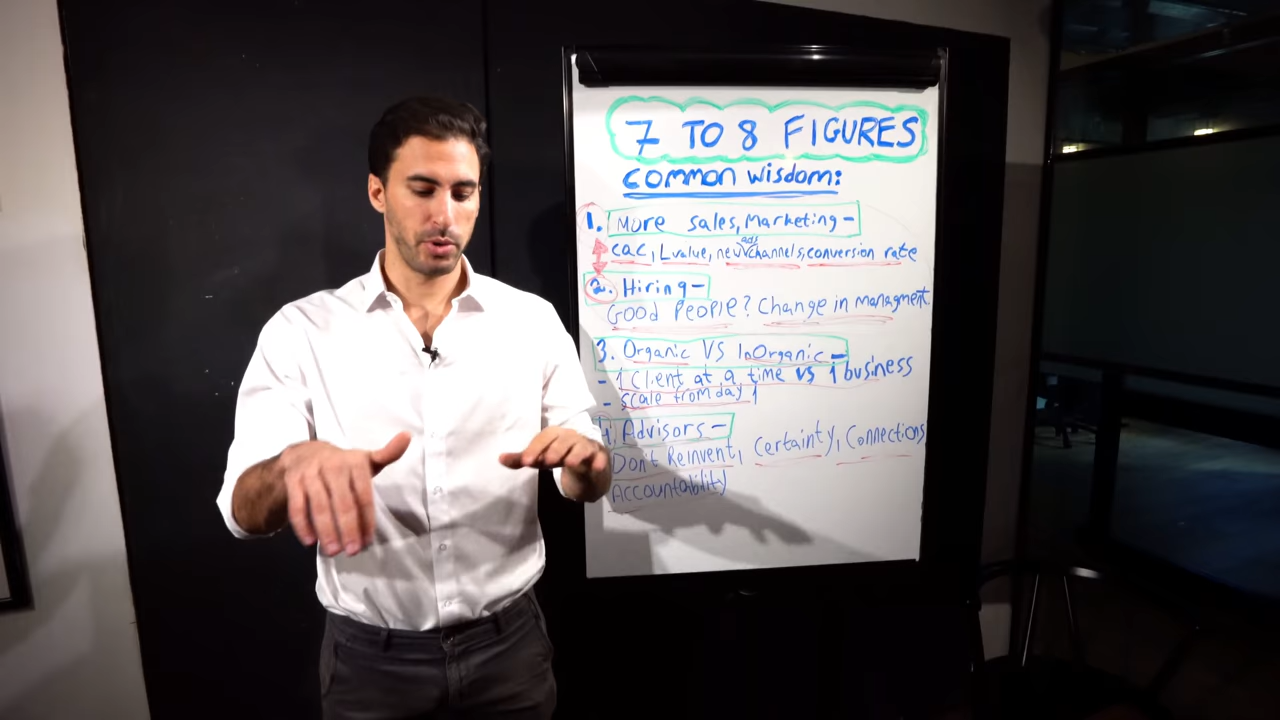 7 TO 8 FIGURES
COMMON WISDOM:
1. More sales, Marketing -
ads
CAC, Lvalue, new channels, conversion rate
2. Hiring -
GOOD PEOPLE? Change in managment.
3. Organic VS InOrganic -
- 1 Client at a time vs 1 business
- scale from day 1
4. Advisors -
Don't Reinvent, Certainty, Connections
Accountability